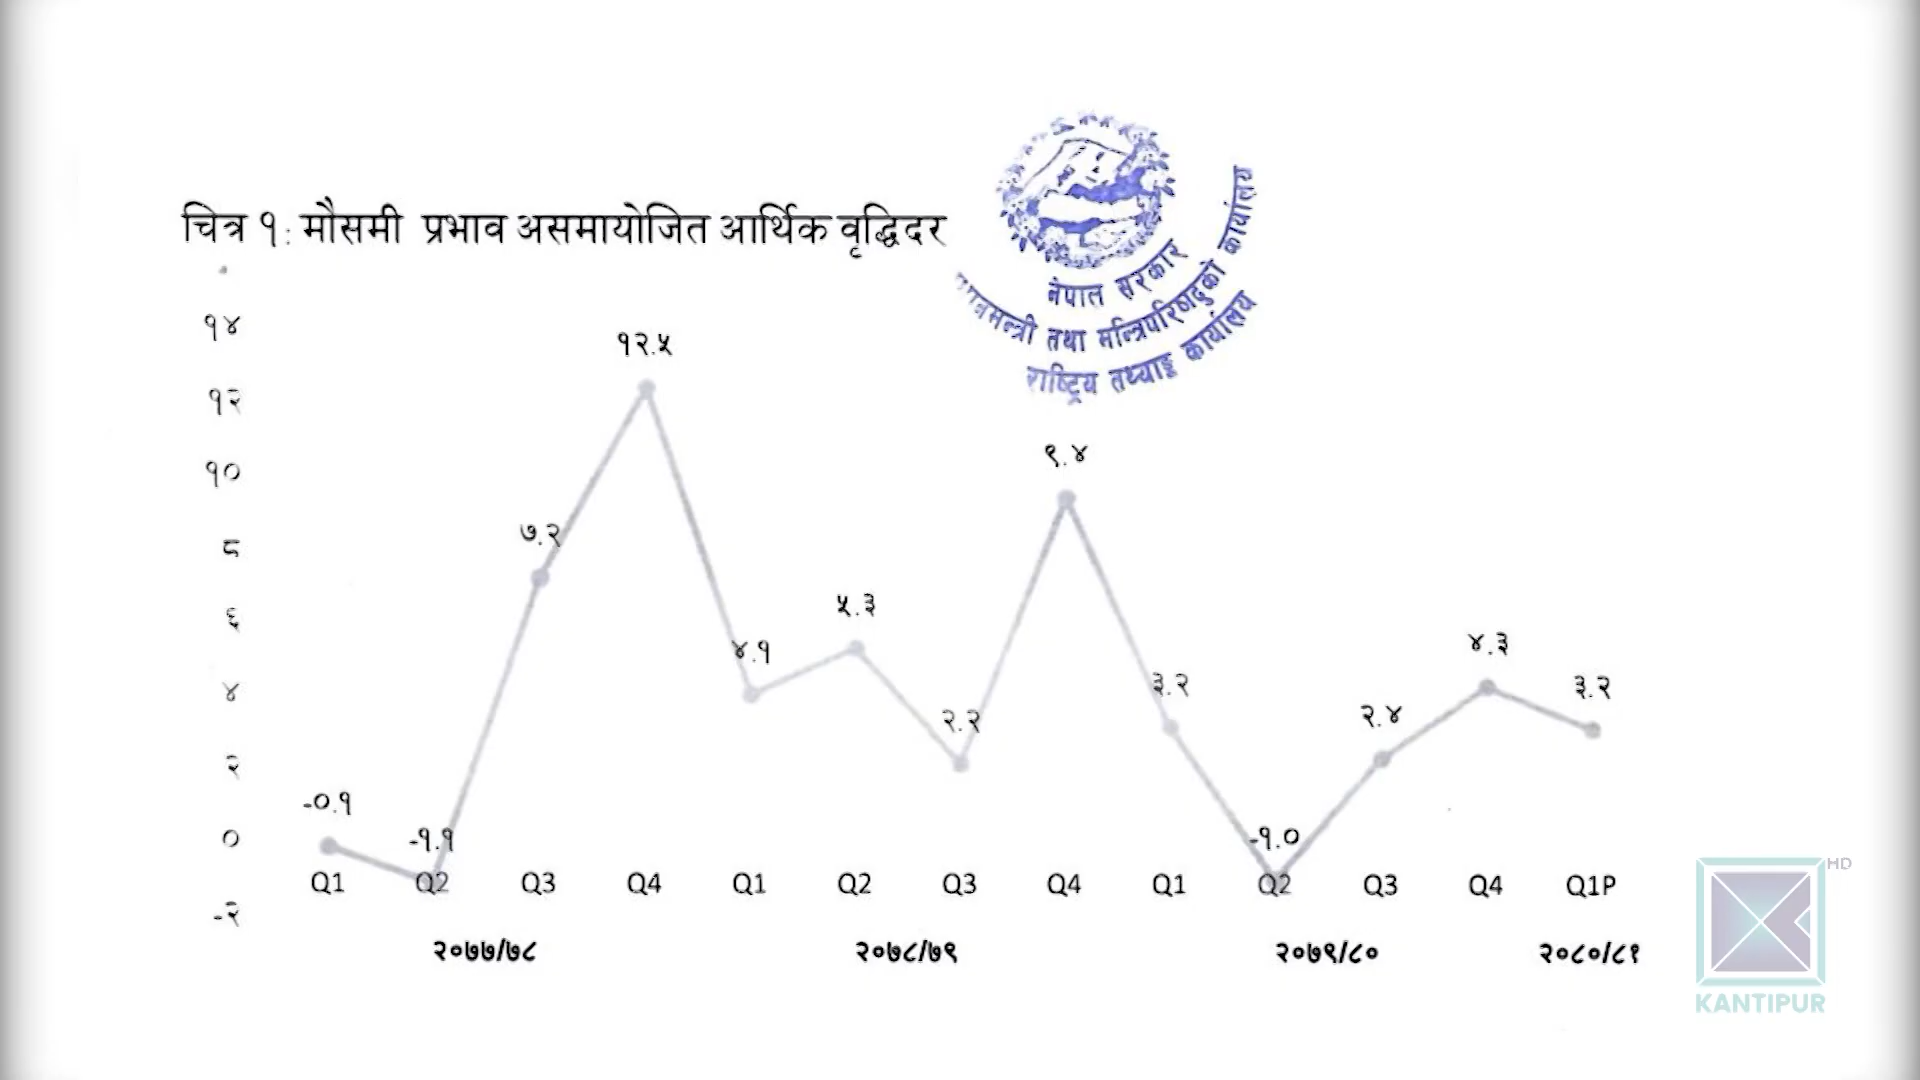 चित्र १: मौसमी प्रभाव असमायोजित आर्थिक वृद्धिदर
नेपाल सरकार
तथा मन्त्रिपरिषद्को कार्यालय
राष्ट्रिय तथ्याङ्क कार्यालय
१४
१२
१०
८
६
४
२
०
-२
-०.१
-१.१
७.२
१२.५
४.१
५.३
२.२
९.४
३.२
-१.०
२.४
४.३
३.२
Q1 Q2 Q3 Q4 Q1 Q2 Q3 Q4 Q1 Q2 Q3 Q4 Q1P
२०७७/७८ २०७८/७९ २०७९/८० २०८०/८१
HD
KANTIPUR